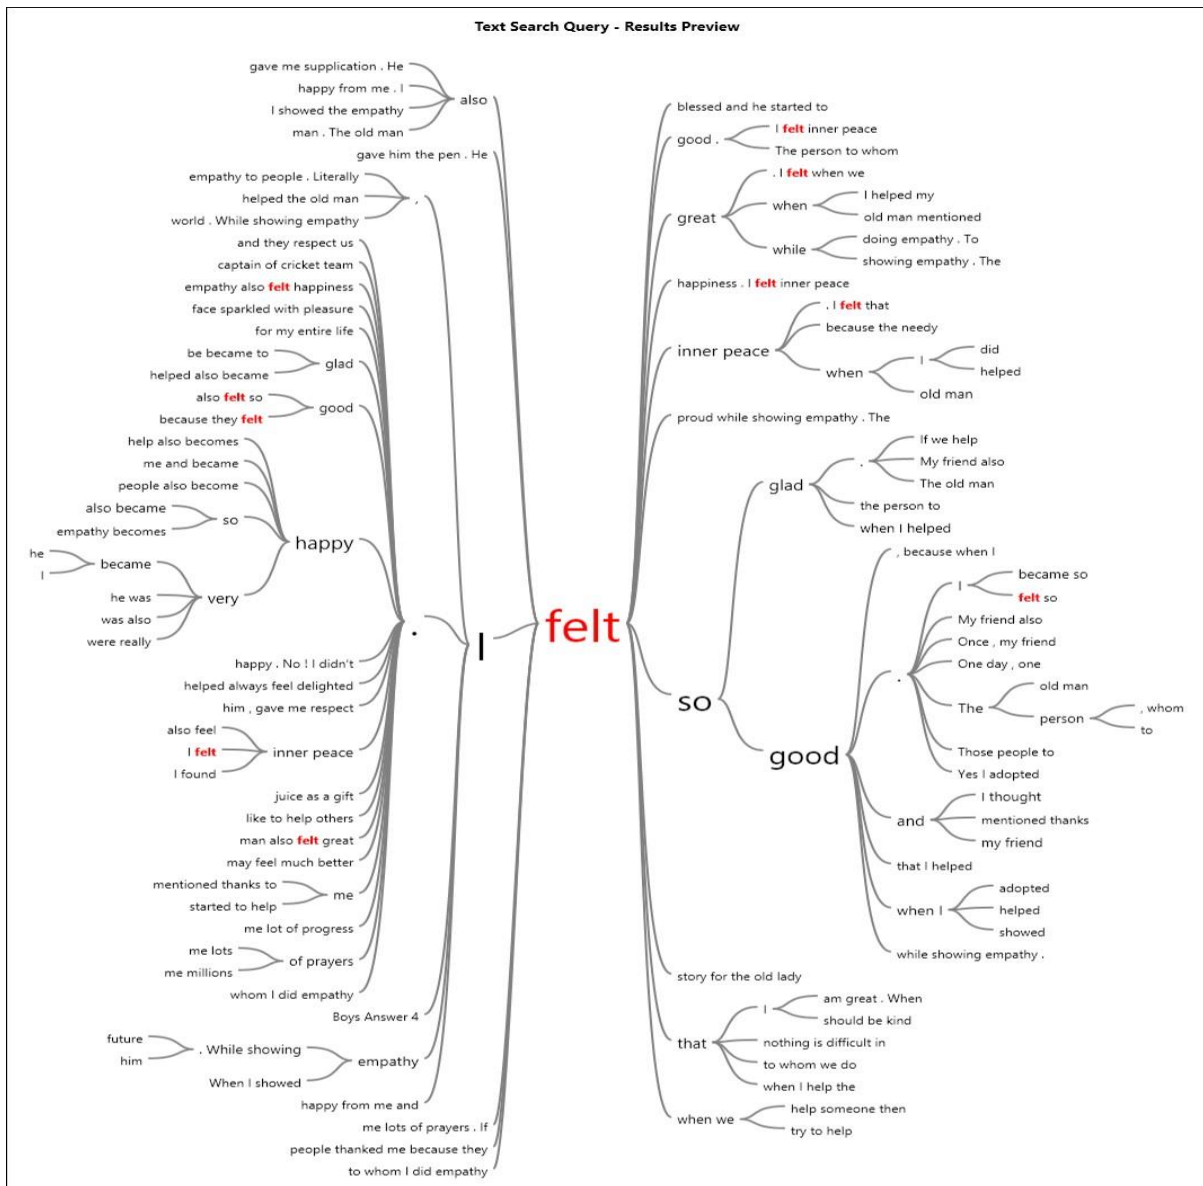 Text Search Query - Results Preview
gave me supplication . He
happy from me . I
I showed the empathy
man . The old man
also
gave him the pen . He
empathy to people . Literally
helped the old man
world . While showing empathy
,
and they respect us
captain of cricket team
empathy also felt happiness
face sparkled with pleasure
for my entire life
be became to
helped also became
glad
also felt so
because they felt
good
help also becomes
me and became
people also become
also became
empathy becomes
so
he
I
became
he was
was also
were really
very
happy
happy . No ! I didn't
helped always feel delighted
him , gave me respect
also feel
I felt
I found
inner peace
juice as a gift
like to help others
man also felt great
may feel much better
mentioned thanks to
started to help
me
me lot of progress
me lots
me millions
of prayers
whom I did empathy
.
Boys Answer 4
future
him
. While showing
When I showed
empathy
happy from me and
I
me lots of prayers . If
people thanked me because they
to whom I did empathy
felt
blessed and he started to
good .
I felt inner peace
The person to whom
great
. I felt when we
when
I helped my
old man mentioned
while
doing empathy . To
showing empathy . The
happiness . I felt inner peace
inner peace
. I felt that
because the needy
when
I
did
helped
old man
proud while showing empathy . The
so
glad
.
If we help
My friend also
The old man
the person to
when I helped
good
, because when I
.
I
became so
felt so
My friend also
Once , my friend
One day , one
The
old man
person
, whom
to
Those people to
Yes I adopted
and
I thought
mentioned thanks
my friend
that I helped
when I
adopted
helped
showed
while showing empathy .
story for the old lady
that
I
am great . When
should be kind
nothing is difficult in
to whom we do
when I help the
when we
help someone then
try to help